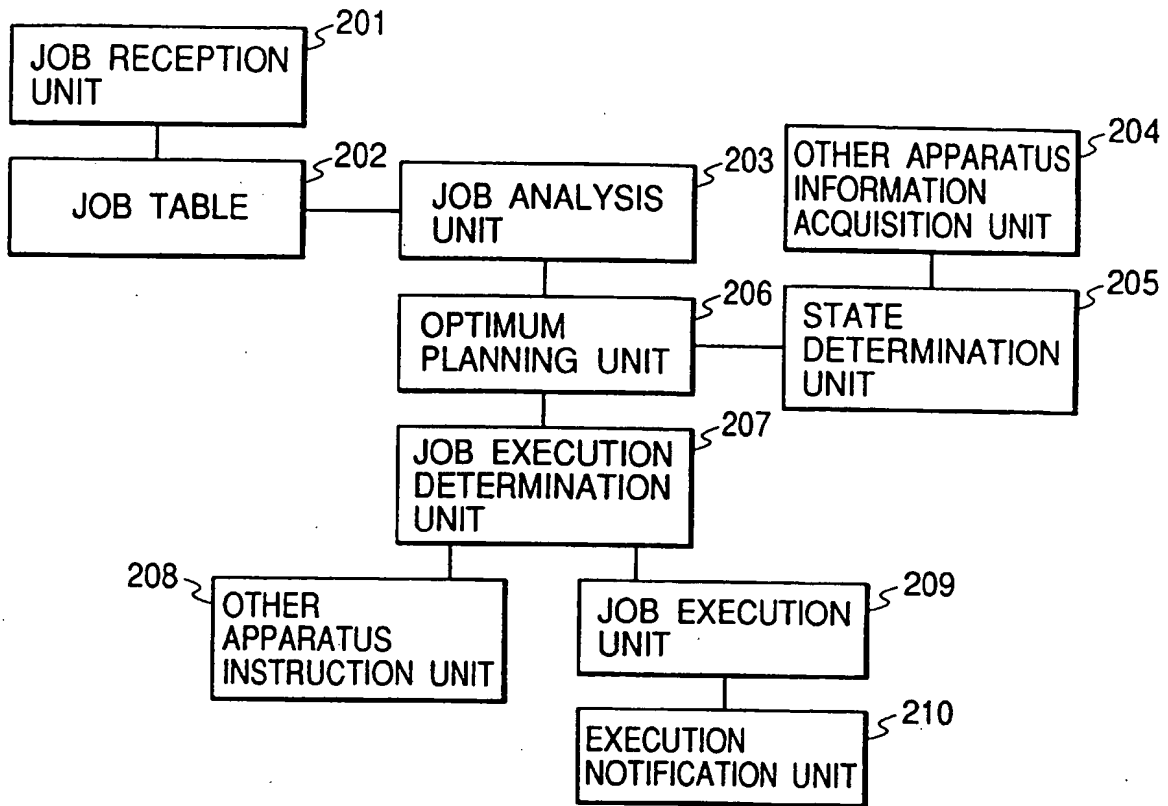 201
JOB RECEPTION
UNIT
202
JOB TABLE
203
JOB ANALYSIS
UNIT
204
OTHER APPARATUS
INFORMATION
ACQUISITION UNIT
206
OPTIMUM
PLANNING UNIT
205
STATE
DETERMINATION
UNIT
207
JOB EXECUTION
DETERMINATION
UNIT
208
OTHER
APPARATUS
INSTRUCTION UNIT
209
JOB EXECUTION
UNIT
210
EXECUTION
NOTIFICATION UNIT